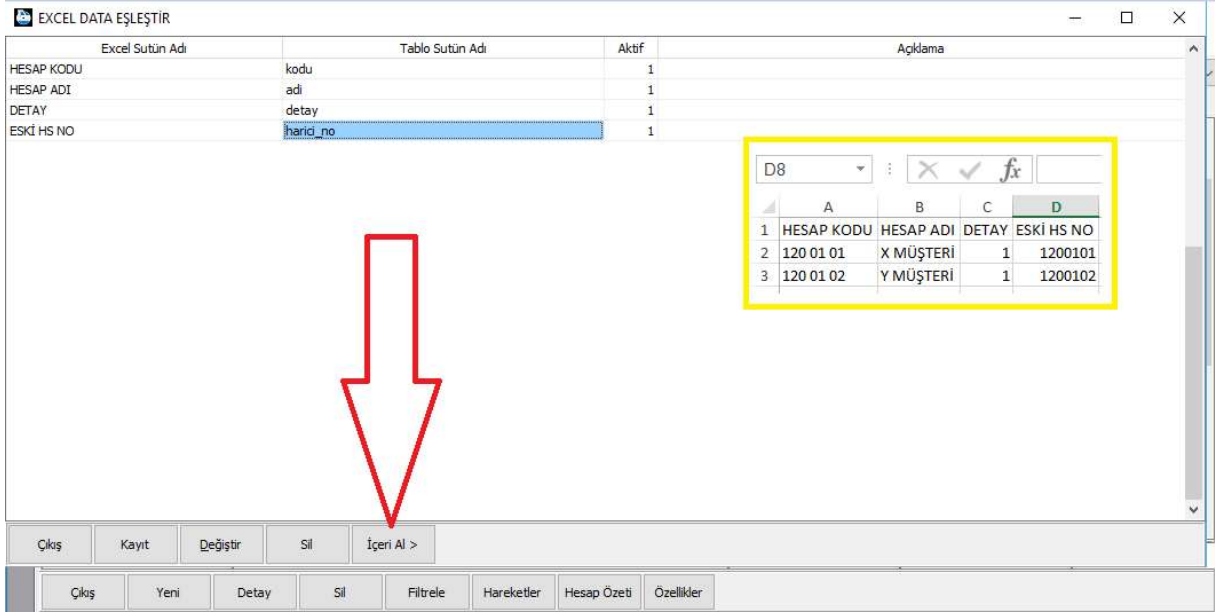 EXCEL DATA EŞLEŞTİR
Excel Sutün Adı Tablo Sutün Adı Aktif Açıklama
HESAP KODU kodu 1
HESAP ADI adi 1
DETAY detay 1
ESKİ HS NO harici_no 1
D8 fx
A B C D
1 HESAP KODU HESAP ADI DETAY ESKİ HS NO
2 120 01 01 X MÜŞTERİ 1 1200101
3 120 01 02 Y MÜŞTERİ 1 1200102
Çıkış Kayıt Değiştir Sil İçeri Al >
Çıkış Yeni Detay Sil Filtrele Hareketler Hesap Özeti Özellikler